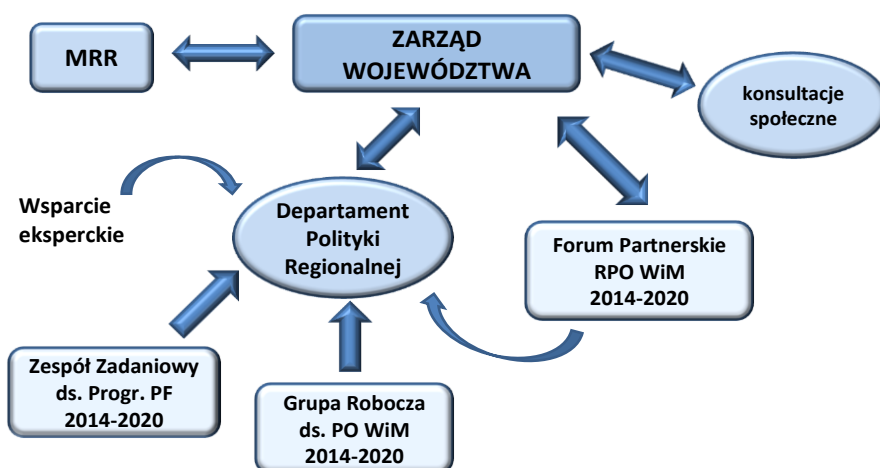 MRR
ZARZĄD
WOJEWÓDZTWA
konsultacje
społeczne
Wsparcie
eksperckie
Departament
Polityki
Regionalnej
Forum Partnerskie
RPO WiM
2014-2020
Zespół Zadaniowy
ds. Progr. PF
2014-2020
Grupa Robocza
ds. PO WiM
2014-2020